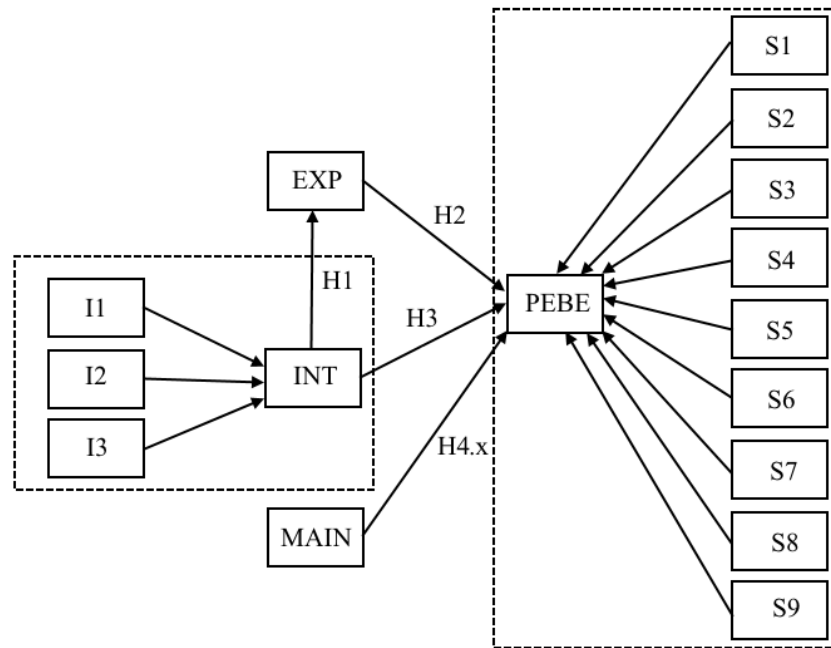 S1
S2
EXP
H2
S3
H1
S4
I1
H3
PEBE
S5
I2
INT
S6
I3
H4.x
S7
MAIN
S8
S9